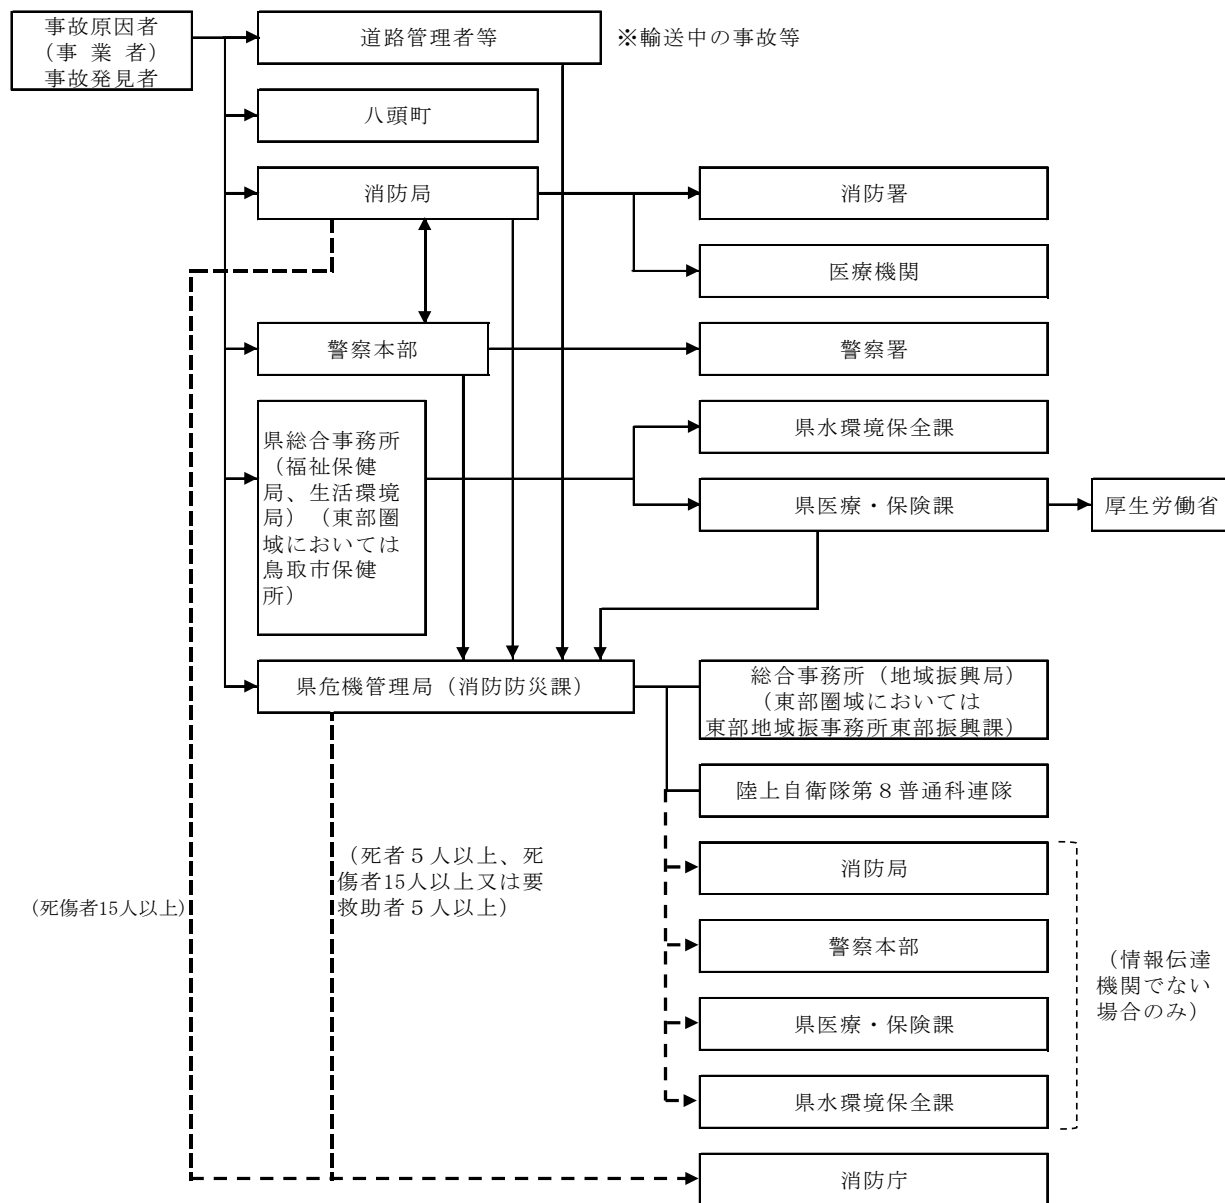 事故原因者
（事 業 者）
事故発見者
道路管理者等
※輸送中の事故等
八頭町
消防局
消防署
医療機関
警察本部
警察署
県総合事務所
（福祉保健
局、生活環境
局）（東部圏
域においては
鳥取市保健
所）
県水環境保全課
県医療・保険課
厚生労働省
県危機管理局（消防防災課）
総合事務所（地域振興局）
（東部圏域においては
東部地域振事務所東部振興課）
陸上自衛隊第８普通科連隊
（死者５人以上、死
傷者15人以上又は要
救助者５人以上）
（死傷者15人以上）
消防局
警察本部
県医療・保険課
県水環境保全課
（情報伝達
機関でない
場合のみ）
消防庁